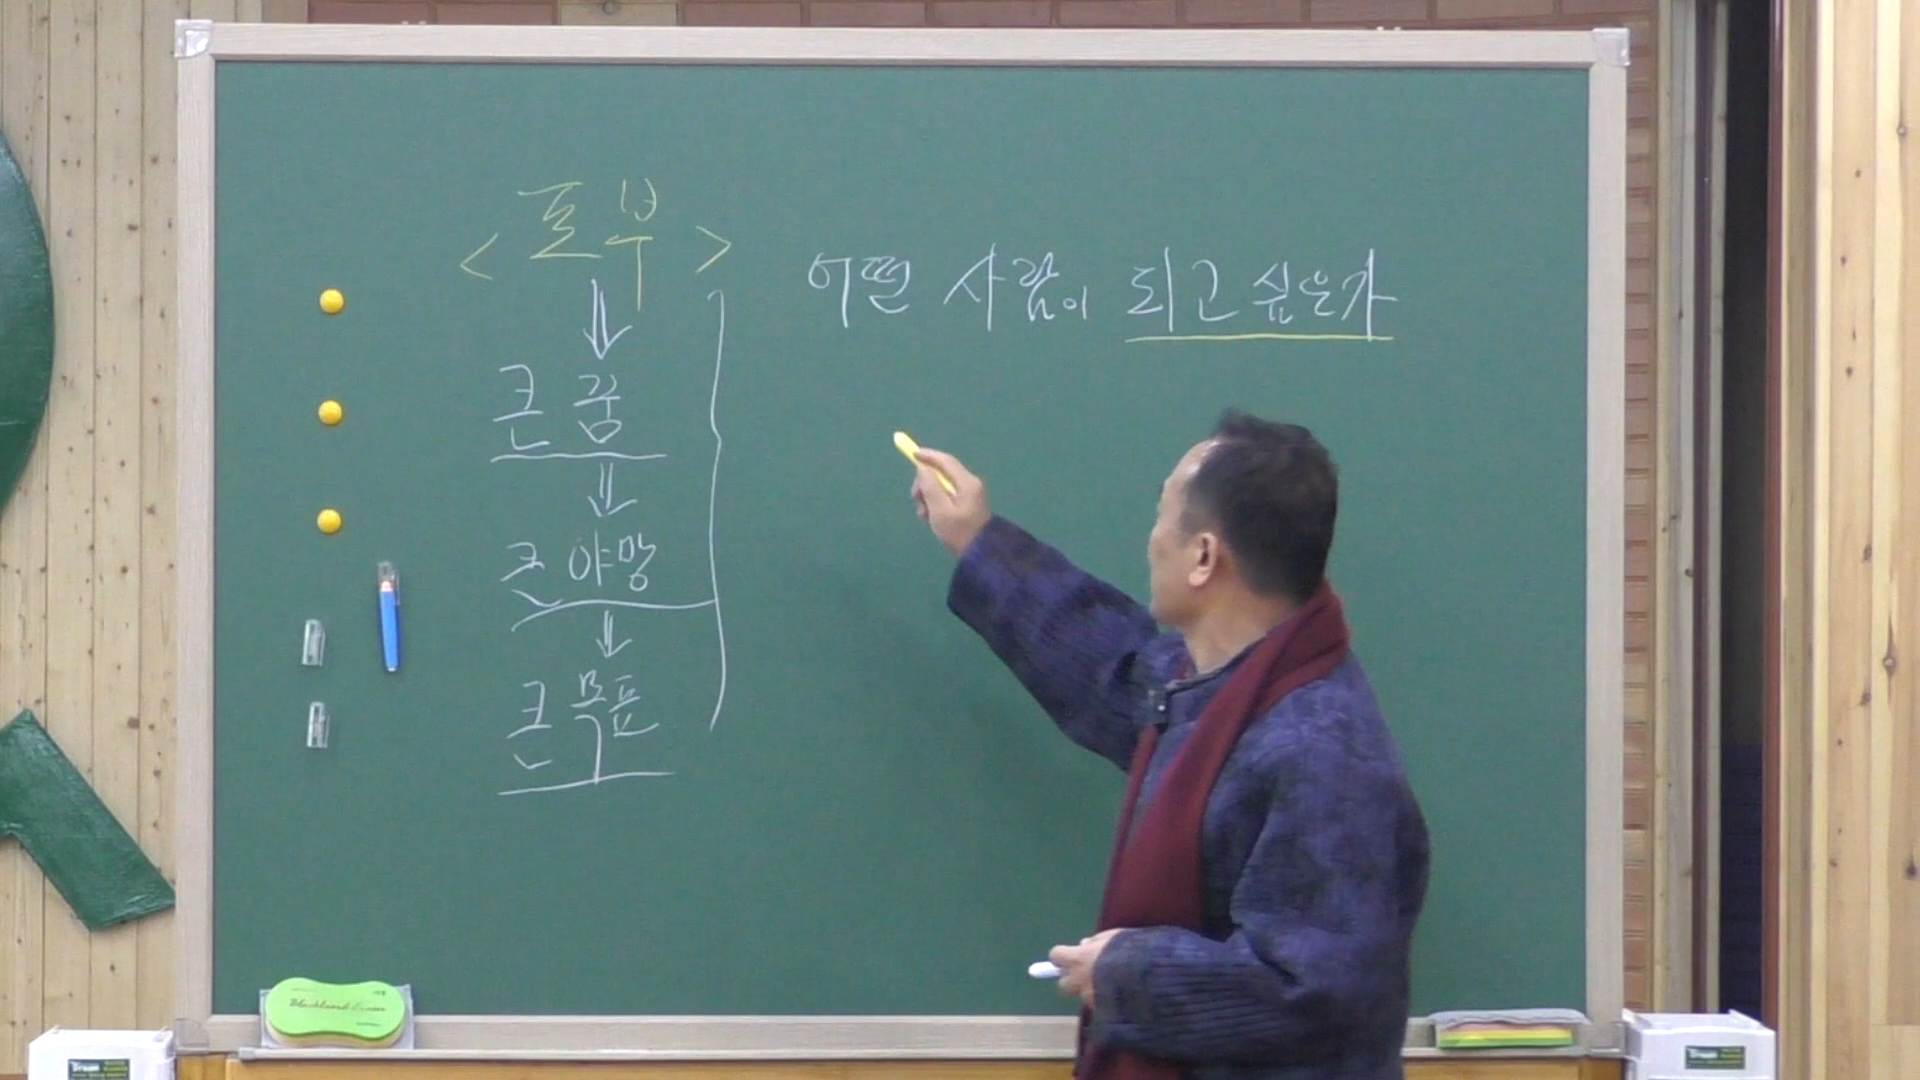 <포부>
어떤 사람이 되고 싶은가
⇓
큰 꿈
⇓
큰 야망
⇓
큰 목표